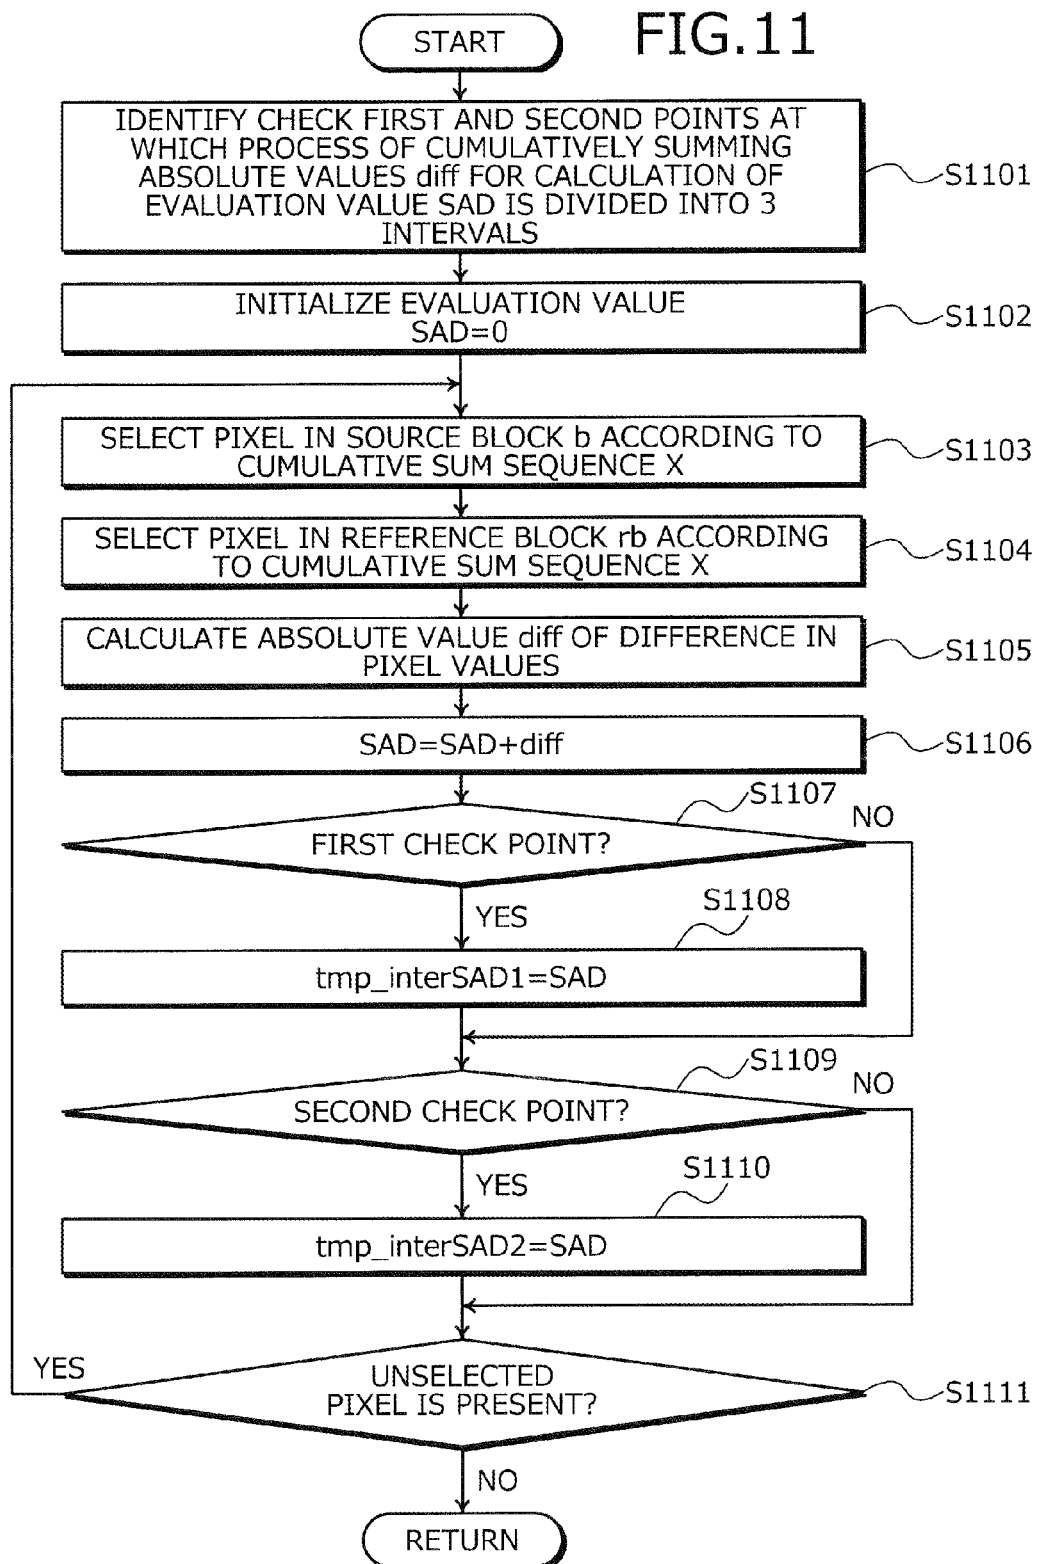 FIG.11
START
IDENTIFY CHECK FIRST AND SECOND POINTS AT
WHICH PROCESS OF CUMULATIVELY SUMMING
ABSOLUTE VALUES diff FOR CALCULATION OF
EVALUATION VALUE SAD IS DIVIDED INTO 3
INTERVALS
S1101
INITIALIZE EVALUATION VALUE
SAD=0
S1102
SELECT PIXEL IN SOURCE BLOCK b ACCORDING TO
CUMULATIVE SUM SEQUENCE X
S1103
SELECT PIXEL IN REFERENCE BLOCK rb ACCORDING
TO CUMULATIVE SUM SEQUENCE X
S1104
CALCULATE ABSOLUTE VALUE diff OF DIFFERENCE IN
PIXEL VALUES
S1105
SAD=SAD+diff
S1106
S1107
NO
FIRST CHECK POINT?
YES
S1108
tmp_interSAD1=SAD
S1109
NO
SECOND CHECK POINT?
YES
S1110
tmp_interSAD2=SAD
YES
UNSELECTED
PIXEL IS PRESENT?
S1111
NO
RETURN